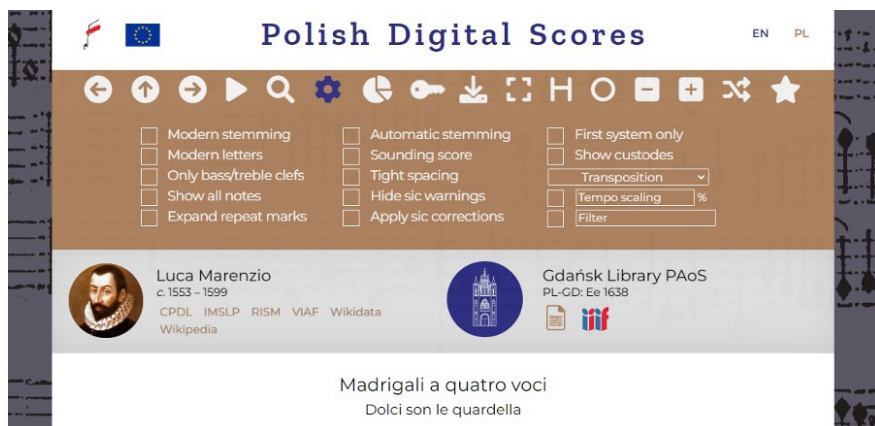 Polish Digital Scores
EN PL
Modern stemming
Modern letters
Only bass/treble clefs
Show all notes
Expand repeat marks
Automatic stemming
Sounding score
Tight spacing
Hide sic warnings
Apply sic corrections
First system only
Show custodes
Transposition
Tempo scaling %
Filter
Luca Marenzio
c. 1553 – 1599
CPDL IMSLP RISM VIAF Wikidata
Wikipedia
Gdańsk Library PAoS
PL-GD: Ee 1638
iiif
Madrigali a quatro voci
Dolci son le quardella